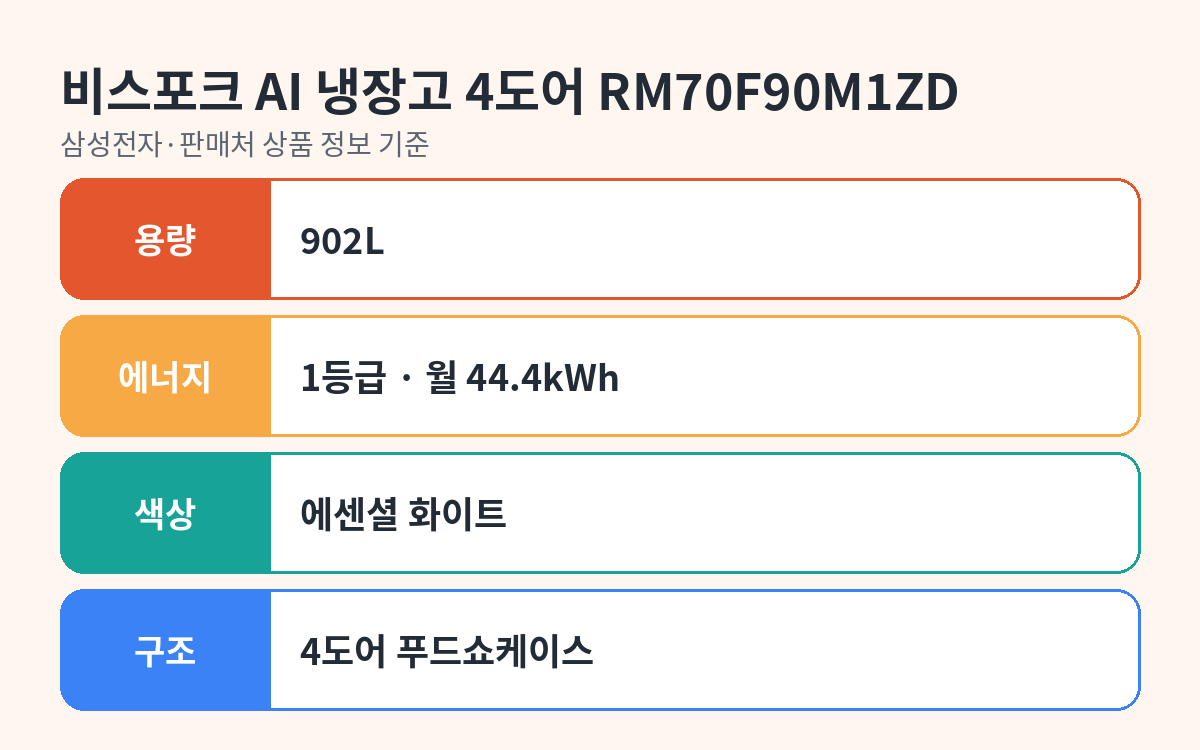 비스포크 AI 냉장고 4도어 RM70F90M1ZD
삼성전자·판매처 상품 정보 기준
용량
902L
에너지
1등급 · 월 44.4kWh
색상
에센셜 화이트
구조
4도어 푸드쇼케이스